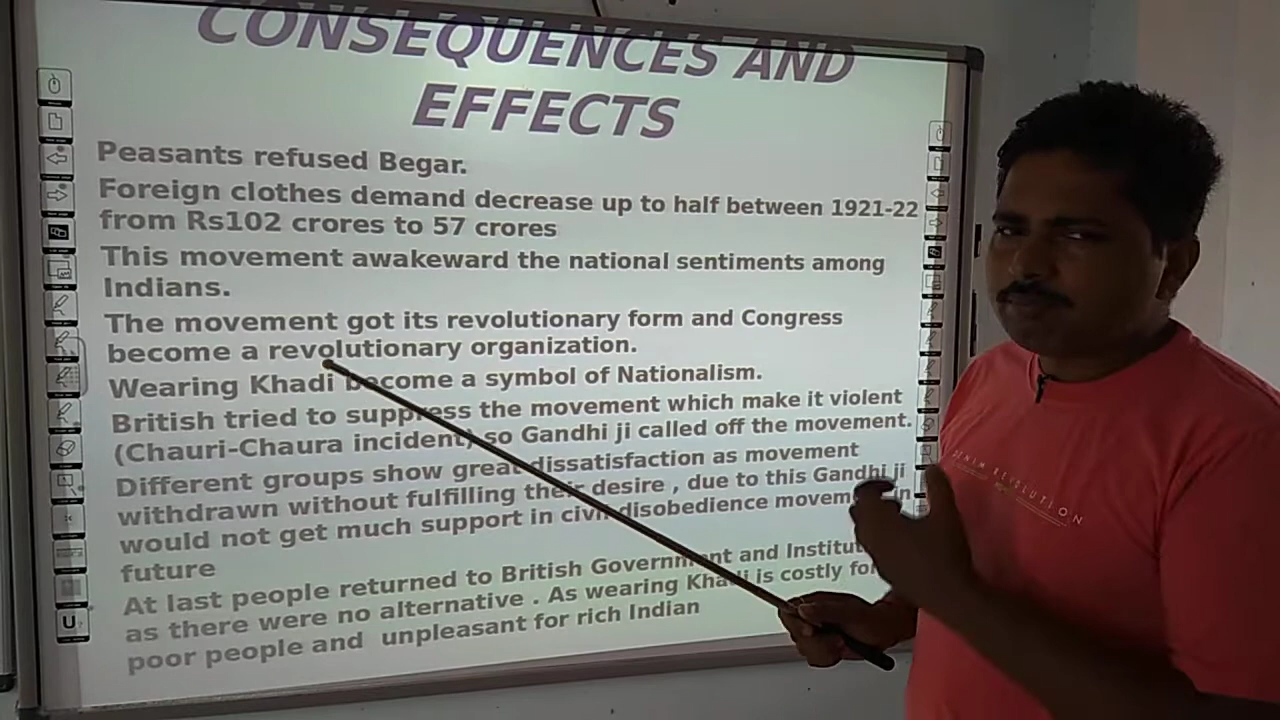 CONSEQUENCES AND
EFFECTS
Peasants refused Begar.
Foreign clothes demand decrease up to half between 1921-22
from Rs102 crores to 57 crores
This movement awakeward the national sentiments among
Indians.
The movement got its revolutionary form and Congress
become a revolutionary organization.
Wearing Khadi become a symbol of Nationalism.
British tried to suppress the movement which make it violent
(Chauri-Chaura incident) so Gandhi ji called off the movement.
Different groups show great dissatisfaction as movement
withdrawn without fulfilling their desire , due to this Gandhi ji
would not get much support in civil disobedience in
future
At last people returned to British Government and
as there were no alternative . As wearing Khadi is costly for
poor people and unpleasant for rich Indian
DENIM REVOLUTION